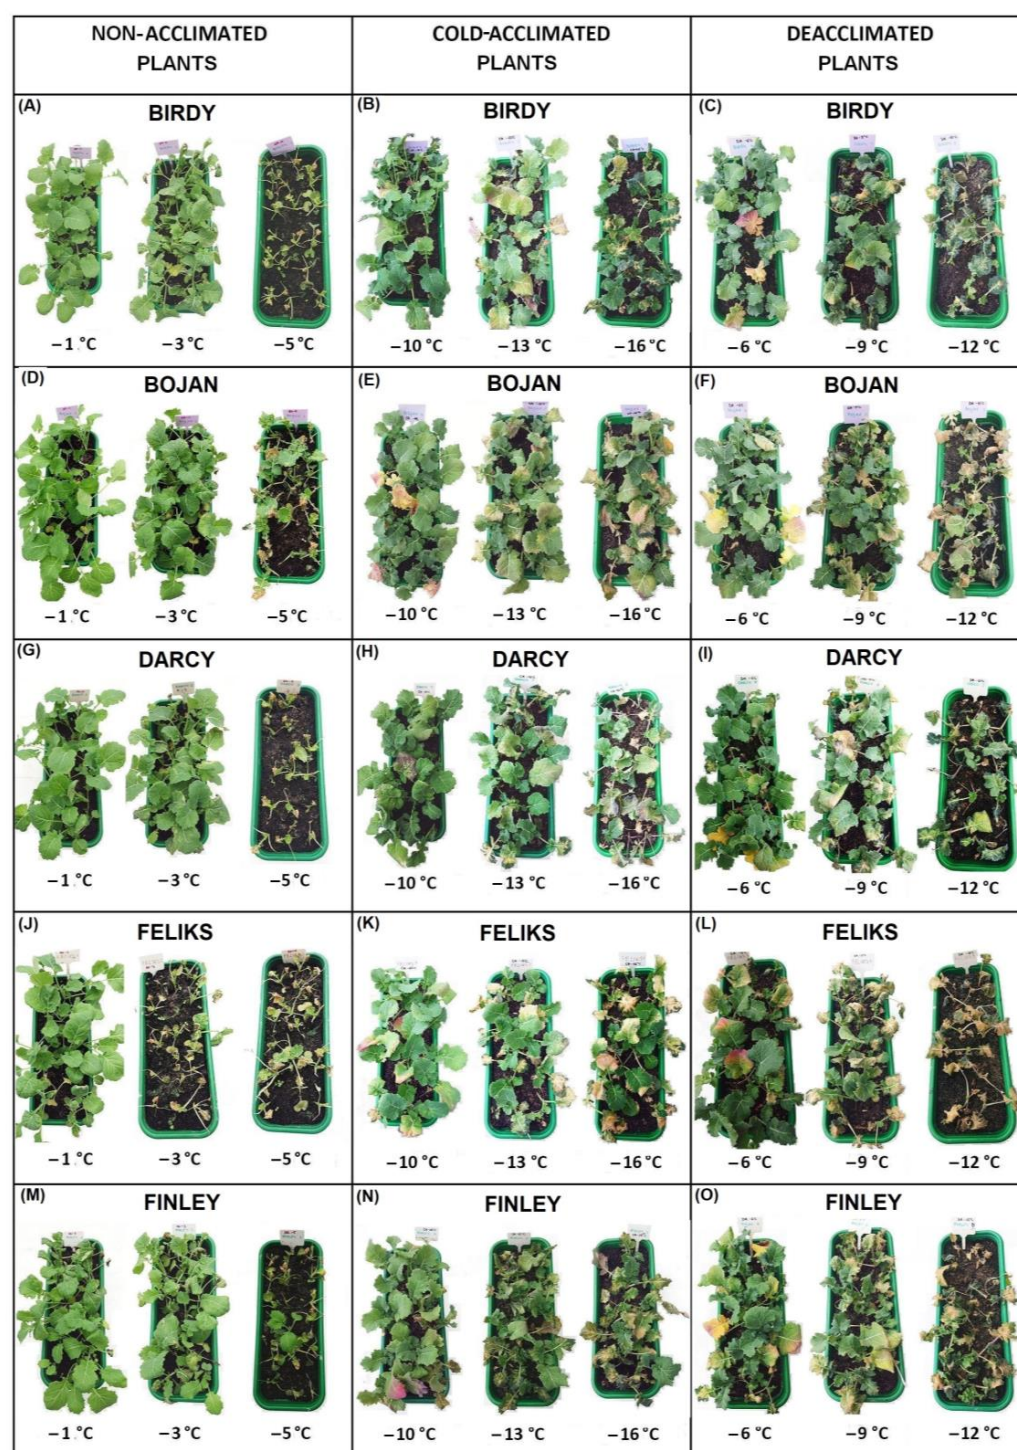 NON-ACCLIMATED
PLANTS
COLD-ACCLIMATED
PLANTS
DEACCLIMATED
PLANTS
(A)
BIRDY
−1 °C
−3 °C
−5 °C
(B)
BIRDY
−10 °C
−13 °C
−16 °C
(C)
BIRDY
−6 °C
−9 °C
−12 °C
(D)
BOJAN
−1 °C
−3 °C
−5 °C
(E)
BOJAN
−10 °C
−13 °C
−16 °C
(F)
BOJAN
−6 °C
−9 °C
−12 °C
(G)
DARCY
−1 °C
−3 °C
−5 °C
(H)
DARCY
−10 °C
−13 °C
−16 °C
(I)
DARCY
−6 °C
−9 °C
−12 °C
(J)
FELIKS
−1 °C
−3 °C
−5 °C
(K)
FELIKS
−10 °C
−13 °C
−16 °C
(L)
FELIKS
−6 °C
−9 °C
−12 °C
(M)
FINLEY
−1 °C
−3 °C
−5 °C
(N)
FINLEY
−10 °C
−13 °C
−16 °C
(O)
FINLEY
−6 °C
−9 °C
−12 °C